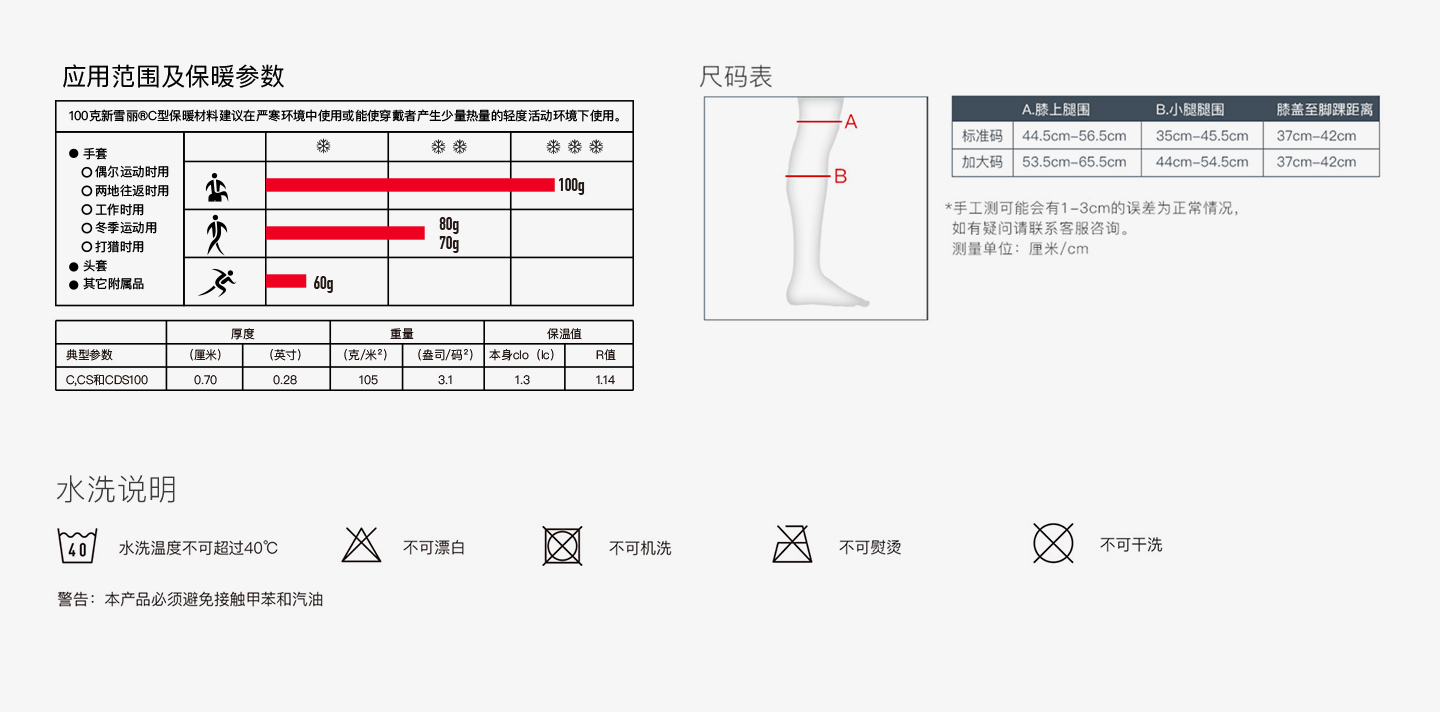 应用范围及保暖参数
100克新雪丽®C型保暖材料建议在严寒环境中使用或能使穿戴者产生少量热量的轻度活动环境下使用。
● 手套
偶尔运动时用
两地往返时用
工作时用
冬季运动用
打猎时用
● 头套
● 其它附属品
100g
80g
70g
60g
厚度 重量 保温值
典型参数 (厘米) (英寸) (克/米²) (盎司/码²) 本身clo (lc) R值
C,CS和CDS100 0.70 0.28 105 3.1 1.3 1.14
尺码表
A
B
A.膝上腿围 B.小腿腿围 膝盖至脚踝距离
标准码 44.5cm-56.5cm 35cm-45.5cm 37cm-42cm
加大码 53.5cm-65.5cm 44cm-54.5cm 37cm-42cm
*手工测可能会有1-3cm的误差为正常情况,
如有疑问请联系客服咨询。
测量单位：厘米/cm
水洗说明
40 水洗温度不可超过40℃ 不可漂白 不可机洗 不可熨烫 不可干洗
警告：本产品必须避免接触甲苯和汽油